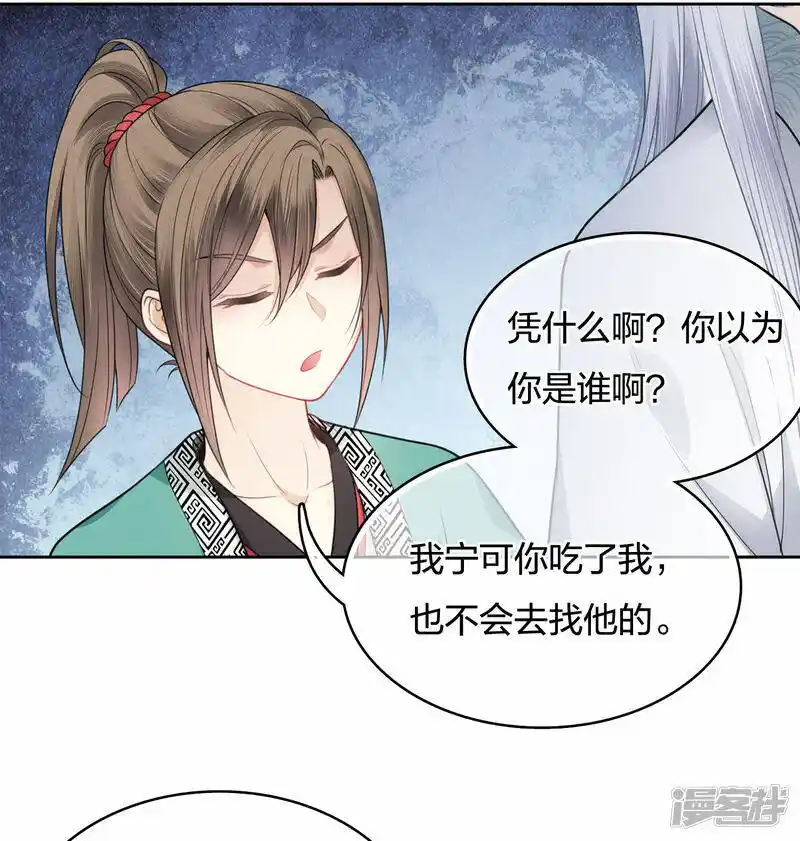 凭什么啊？你以为
你是谁啊？
我宁可你吃了我，
也不会去找他的。
漫客栈